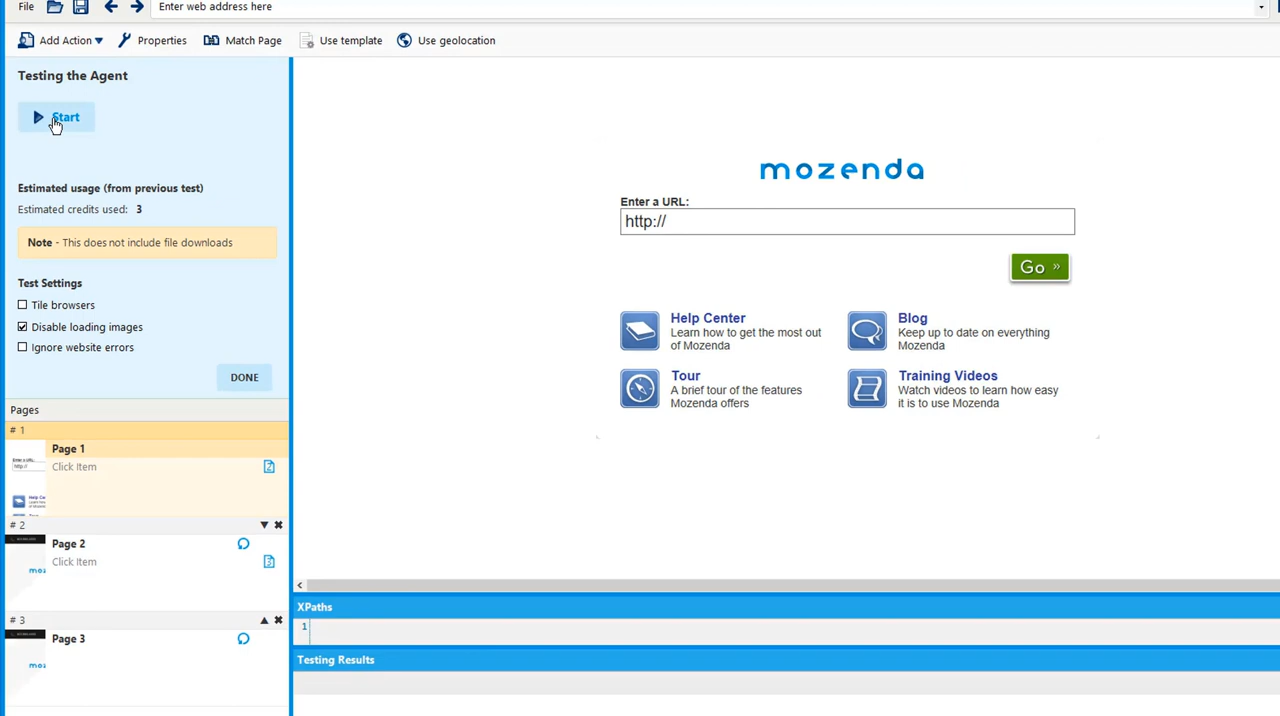 File
Enter web address here
Add Action
Properties
Match Page
Use template
Use geolocation
Testing the Agent
Start
Estimated usage (from previous test)
Estimated credits used: 3
Note - This does not include file downloads
Test Settings
Tile browsers
Disable loading images
Ignore website errors
DONE
Pages
# 1
Page 1
Click Item
# 2
Page 2
Click Item
# 3
Page 3
mozenda
Enter a URL:
http://
Go »
Help Center
Learn how to get the most out
of Mozenda
Blog
Keep up to date on everything
Mozenda
Tour
A brief tour of the features
Mozenda offers
Training Videos
Watch videos to learn how easy
it is to use Mozenda
XPaths
1
Testing Results